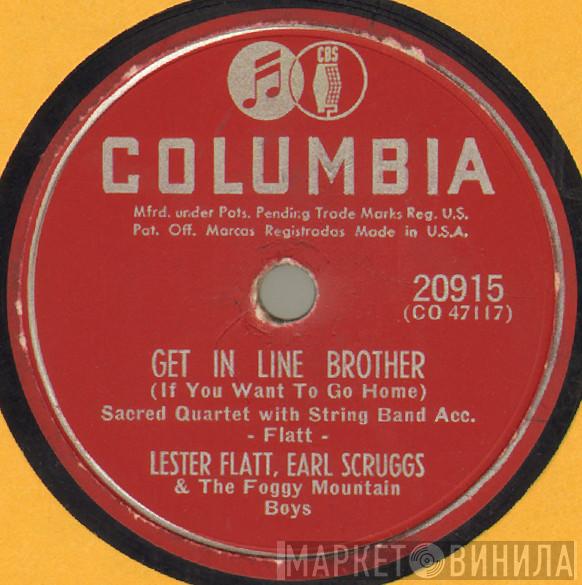 CBS
COLUMBIA
Mfrd. under Pats. Pending Trade Marks Reg. U.S.
Pat. Off. Marcas Registradas Made in U.S.A.
20915
(CO 47117)
GET IN LINE BROTHER
(If You Want To Go Home)
Sacred Quartet with String Band Acc.
- Flatt -
LESTER FLATT, EARL SCRUGGS
& The Foggy Mountain
Boys
МАРКЕТ ВИНИЛА